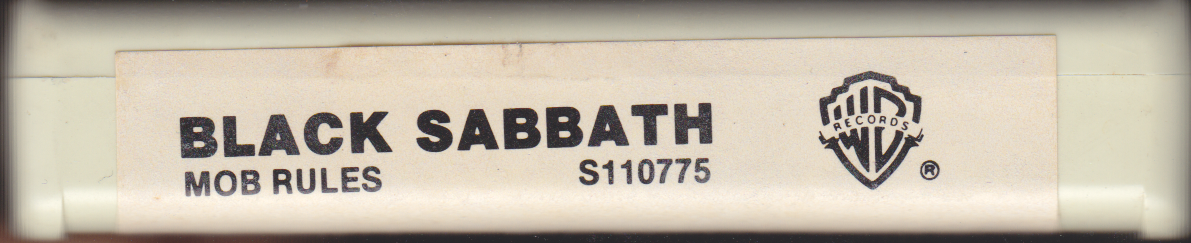 BLACK SABBATH
MOB RULES S110775
WB RECORDS ®